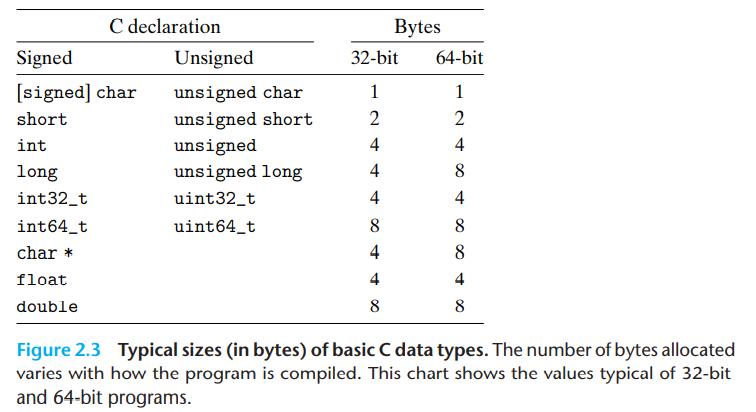 C declaration Bytes
Signed Unsigned 32-bit 64-bit
[signed] char unsigned char 1 1
short unsigned short 2 2
int unsigned 4 4
long unsigned long 4 8
int32_t uint32_t 4 4
int64_t uint64_t 8 8
char * 4 8
float 4 4
double 8 8
Figure 2.3 Typical sizes (in bytes) of basic C data types. The number of bytes allocated
varies with how the program is compiled. This chart shows the values typical of 32-bit
and 64-bit programs.